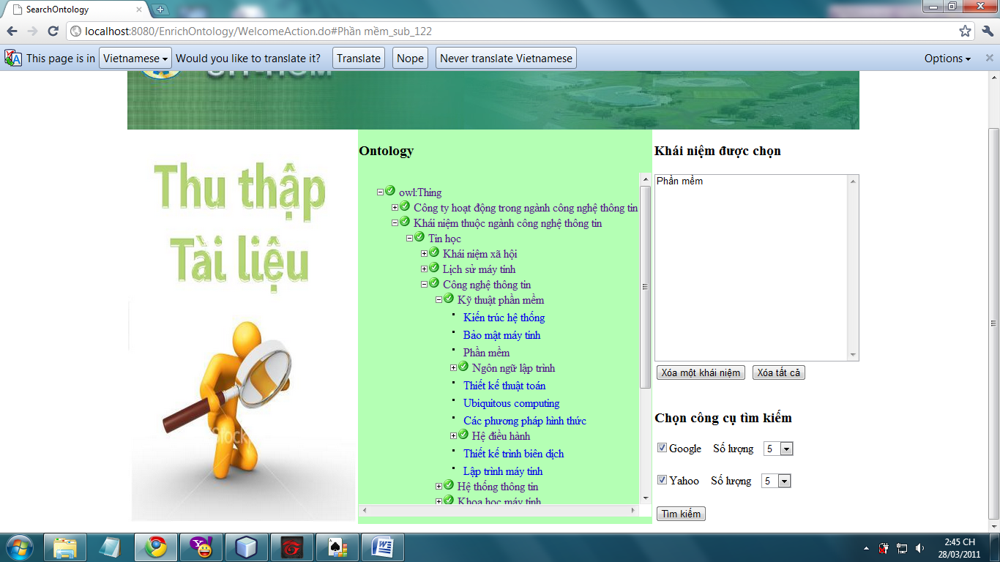 SearchOntology
localhost:8080/EnrichOntology/WelcomeAction.do#Phần mềm_sub_122
This page is in Vietnamese Would you like to translate it? Translate Nope Never translate Vietnamese Options
Thu thập
Tài liệu
Ontology
owl:Thing
Công ty hoạt động trong ngành công nghệ thông tin
Khái niệm thuộc ngành công nghệ thông tin
Tin học
Khái niệm xã hội
Lịch sử máy tính
Công nghệ thông tin
Kỹ thuật phần mềm
Kiến trúc hệ thống
Bảo mật máy tính
Phần mềm
Ngôn ngữ lập trình
Thiết kế thuật toán
Ubiquitous computing
Các phương pháp hình thức
Hệ điều hành
Thiết kế trình biên dịch
Lập trình máy tính
Hệ thống thông tin
Khoa học máy tính
Khái niệm được chọn
Phần mềm
Xóa một khái niệm Xóa tất cả
Chọn công cụ tìm kiếm
Google Số lượng 5
Yahoo Số lượng 5
Tìm kiếm
2:45 CH
28/03/2011